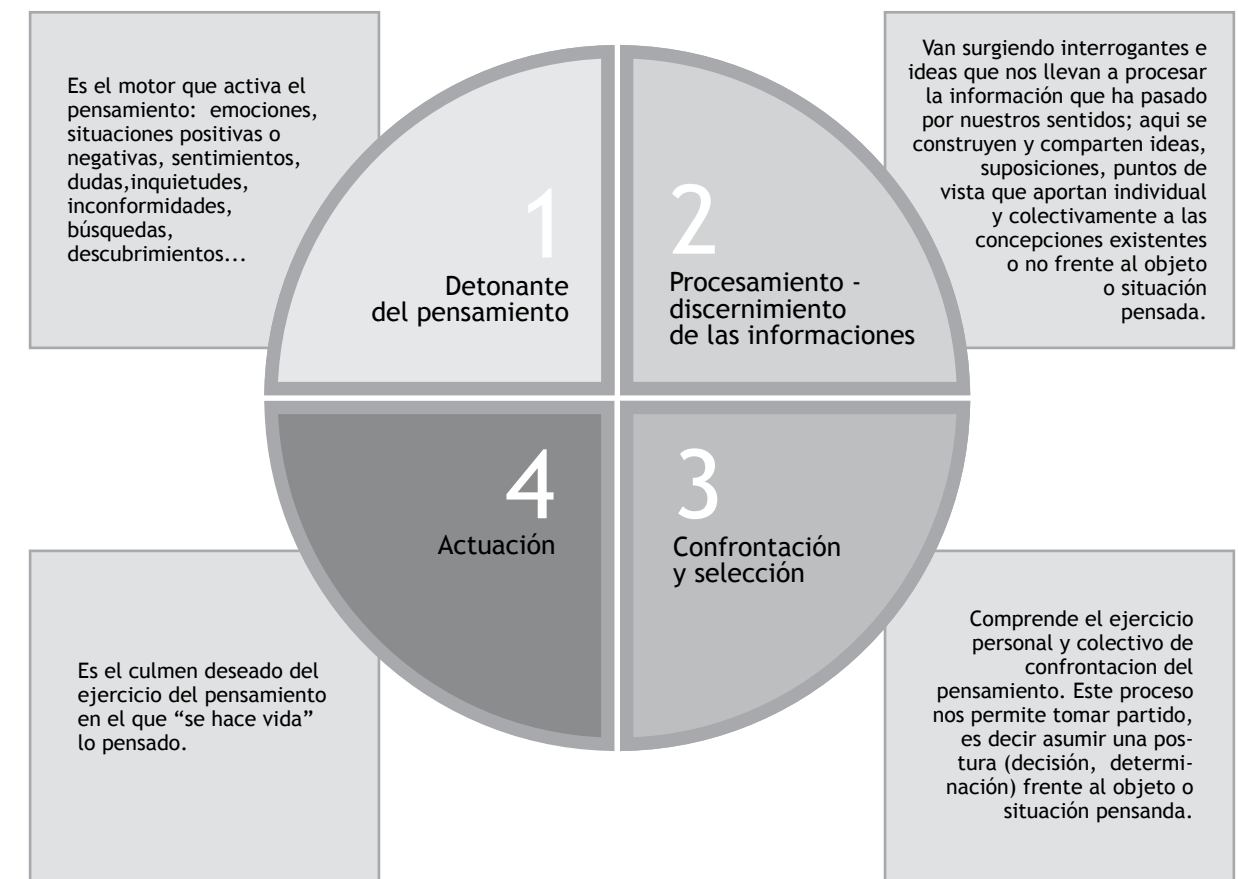 Es el motor que activa el
pensamiento: emociones,
situaciones positivas o
negativas, sentimientos,
dudas,inquietudes,
inconformidades,
búsquedas,
descubrimientos...
1
Detonante
del pensamiento
2
Procesamiento -
discernimiento
de las informaciones
Van surgiendo interrogantes e
ideas que nos llevan a procesar
la información que ha pasado
por nuestros sentidos; aqui se
construyen y comparten ideas,
suposiciones, puntos de
vista que aportan individual
y colectivamente a las
concepciones existentes
o no frente al objeto
o situación
pensada.
3
Confrontación
y selección
Comprende el ejercicio
personal y colectivo de
confrontacion del
pensamiento. Este proceso
nos permite tomar partido,
es decir asumir una pos-
tura (decisión, determi-
nación) frente al objeto o
situación pensanda.
4
Actuación
Es el culmen deseado del
ejercicio del pensamiento
en el que “se hace vida”
lo pensado.